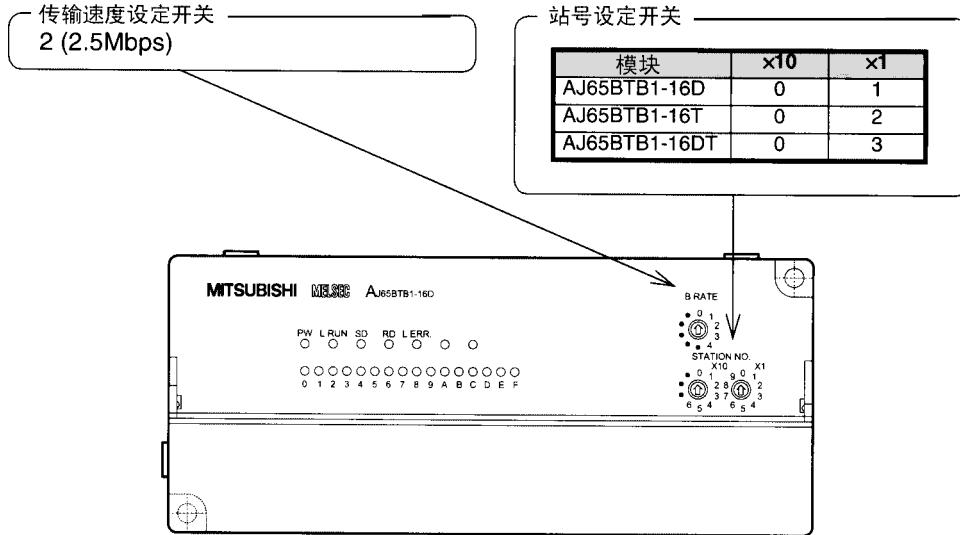 传输速度设定开关
2 (2.5Mbps)
站号设定开关
模块 ×10 ×1
AJ65BTB1-16D 0 1
AJ65BTB1-16T 0 2
AJ65BTB1-16DT 0 3
MITSUBISHI MELSEC AJ65BTB1-16D
B RATE
0 1 2 3 4
PW L RUN SD RD L ERR.
0 1 2 3 4 5 6 7 8 9 A B C D E F
STATION NO.
X10 X1
0 1 2 3 4 5 6
0 1 2 3 4 5 6 7 8 9